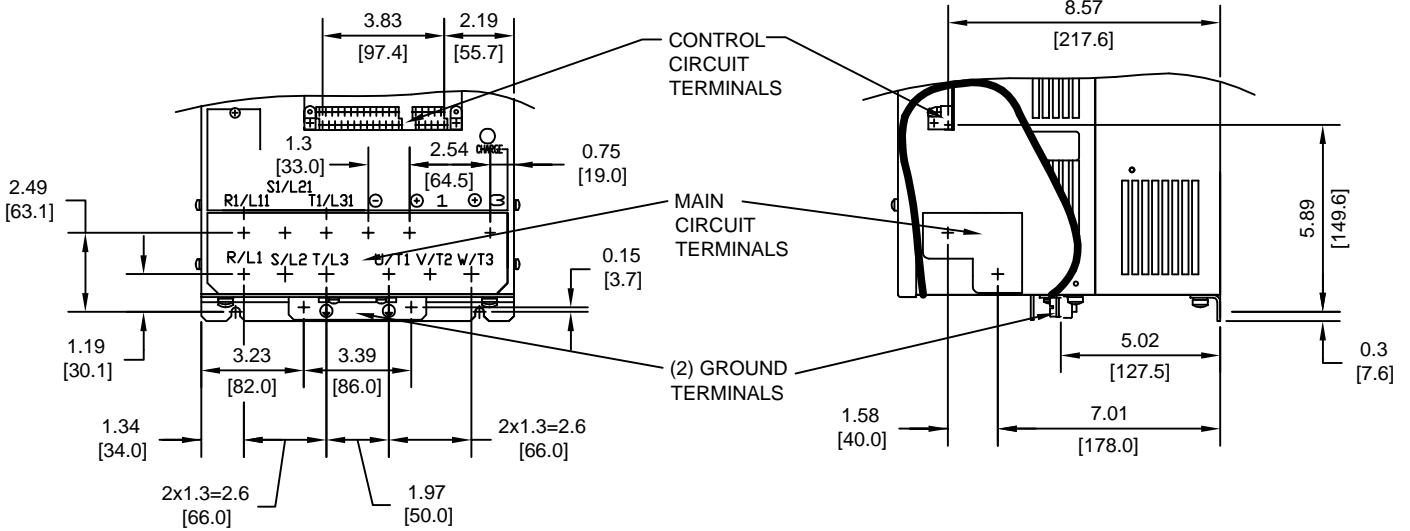 3.83
[97.4]
2.19
[55.7]
CONTROL
CIRCUIT
TERMINALS
8.57
[217.6]
1.3
[33.0]
2.54
[64.5]
CHARGE
0.75
[19.0]
2.49
[63.1]
S1/L21
R1/L11 T1/L31 ⊖ ⊕ 1 ⊕ 3
MAIN
CIRCUIT
TERMINALS
5.89
[149.6]
R/L1 S/L2 T/L3 U/T1 V/T2 W/T3
0.15
[3.7]
1.19
[30.1]
3.23
[82.0]
3.39
[86.0]
(2) GROUND
TERMINALS
5.02
[127.5]
0.3
[7.6]
1.34
[34.0]
2x1.3=2.6
[66.0]
1.58
[40.0]
7.01
[178.0]
2x1.3=2.6
[66.0]
1.97
[50.0]